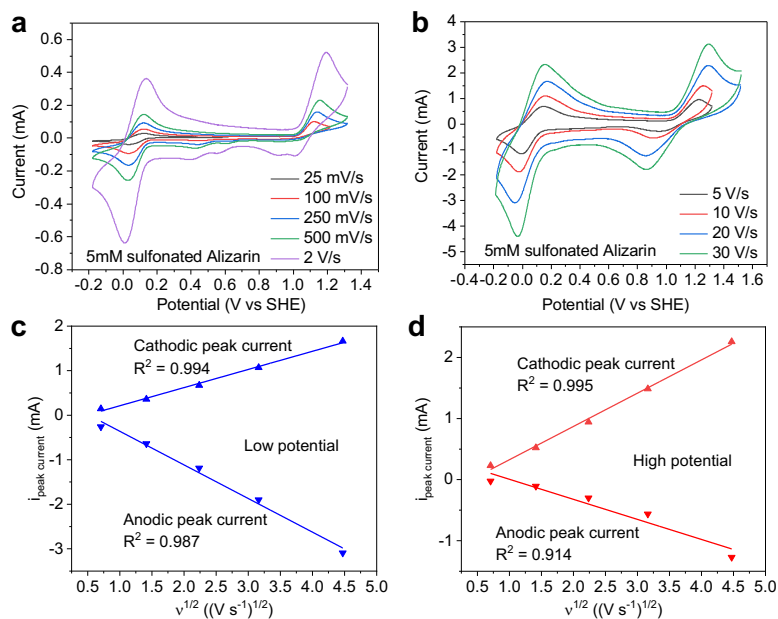 a
0.8
0.6
0.4
0.2
0.0
-0.2
-0.4
-0.6
-0.8
Current (mA)
25 mV/s
100 mV/s
250 mV/s
500 mV/s
2 V/s
5mM sulfonated Alizarin
-0.2 0.0 0.2 0.4 0.6 0.8 1.0 1.2 1.4
Potential (V vs SHE)
b
4
3
2
1
0
-1
-2
-3
-4
-5
Current (mA)
5 V/s
10 V/s
20 V/s
30 V/s
5mM sulfonated Alizarin
-0.4 -0.2 0.0 0.2 0.4 0.6 0.8 1.0 1.2 1.4 1.6
Potential (V vs SHE)
c
2
1
0
-1
-2
-3
i peak current (mA)
Cathodic peak current
R² = 0.994
Low potential
Anodic peak current
R² = 0.987
0.5 1.0 1.5 2.0 2.5 3.0 3.5 4.0 4.5 5.0
ν^1/2 ((V s⁻¹)^1/2)
d
2
1
0
-1
i peak current (mA)
Cathodic peak current
R² = 0.995
High potential
Anodic peak current
R² = 0.914
0.5 1.0 1.5 2.0 2.5 3.0 3.5 4.0 4.5 5.0
ν^1/2 ((V s⁻¹)^1/2)